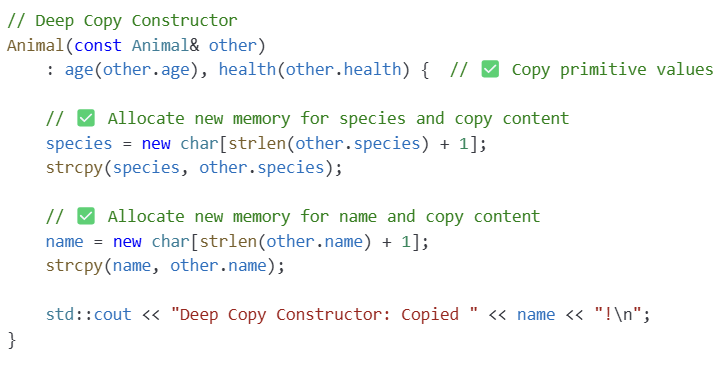 // Deep Copy Constructor
Animal(const Animal& other)
    : age(other.age), health(other.health) {  // ✅ Copy primitive values

    // ✅ Allocate new memory for species and copy content
    species = new char[strlen(other.species) + 1];
    strcpy(species, other.species);

    // ✅ Allocate new memory for name and copy content
    name = new char[strlen(other.name) + 1];
    strcpy(name, other.name);

    std::cout << "Deep Copy Constructor: Copied " << name << "!\n";
}